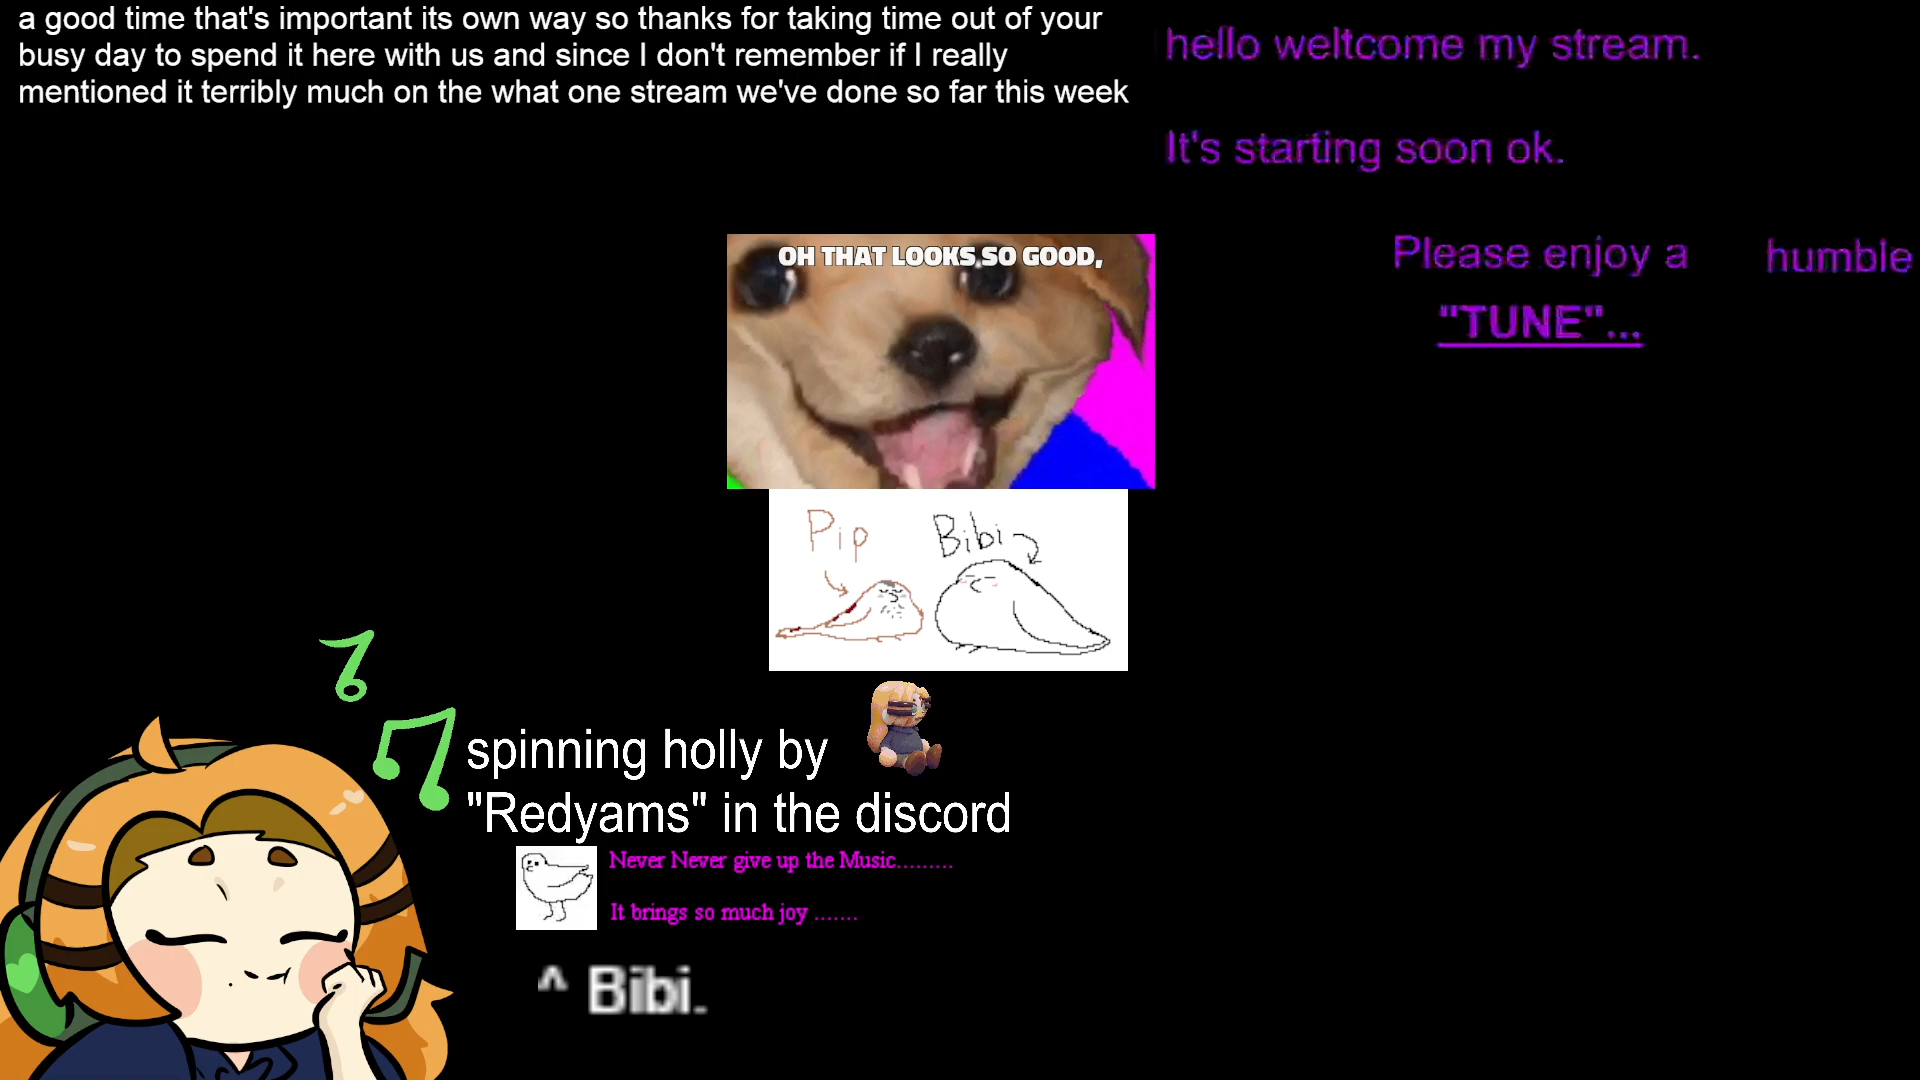 a good time that's important its own way so thanks for taking time out of your
busy day to spend it here with us and since I don't remember if I really
mentioned it terribly much on the what one stream we've done so far this week
hello weltcome my stream.
It's starting soon ok.
Please enjoy a humble
"TUNE"...
OH THAT LOOKS SO GOOD,
Pip
Bibi
spinning holly by
"Redyams" in the discord
Never Never give up the Music.........
It brings so much joy .......
^ Bibi.